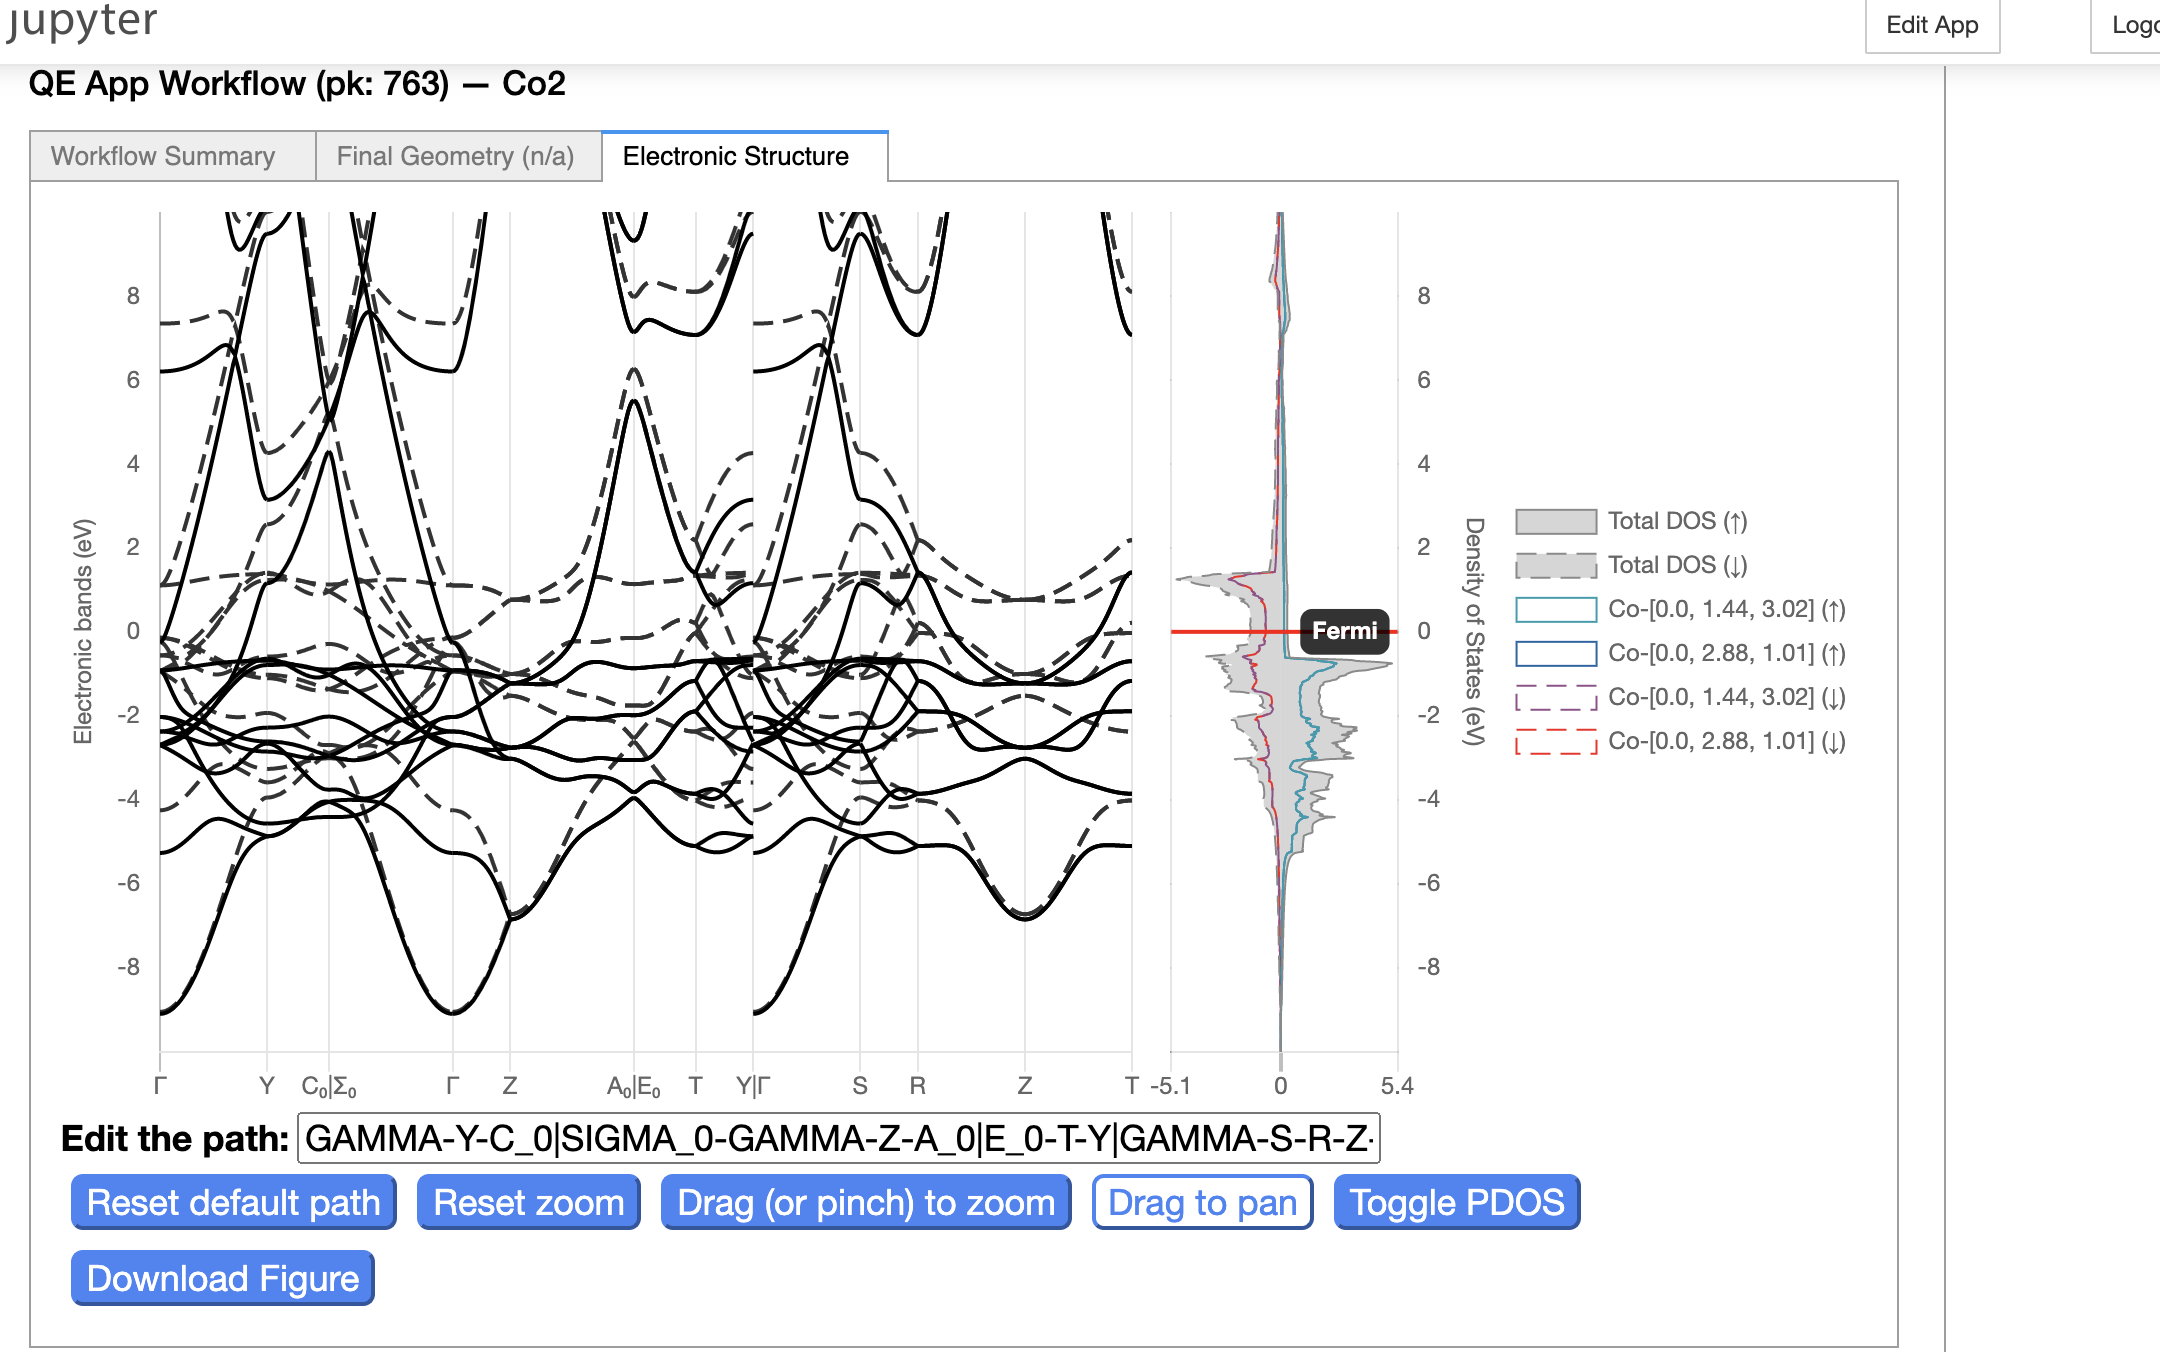 jupyter
Edit App
QE App Workflow (pk: 763) — Co2
Workflow Summary
Final Geometry (n/a)
Electronic Structure
Electronic bands (eV)
8
6
4
2
0
-2
-4
-6
-8
Γ Y C₀|Σ₀ Γ Z A₀|E₀ T Y|Γ S R Z T
-5.1 0 5.4
Fermi
8
6
4
2
0
-2
-4
-6
-8
Density of States (eV)
Total DOS (↑)
Total DOS (↓)
Co-[0.0, 1.44, 3.02] (↑)
Co-[0.0, 2.88, 1.01] (↑)
Co-[0.0, 1.44, 3.02] (↓)
Co-[0.0, 2.88, 1.01] (↓)
Edit the path: GAMMA-Y-C_0|SIGMA_0-GAMMA-Z-A_0|E_0-T-Y|GAMMA-S-R-Z
Reset default path
Reset zoom
Drag (or pinch) to zoom
Drag to pan
Toggle PDOS
Download Figure